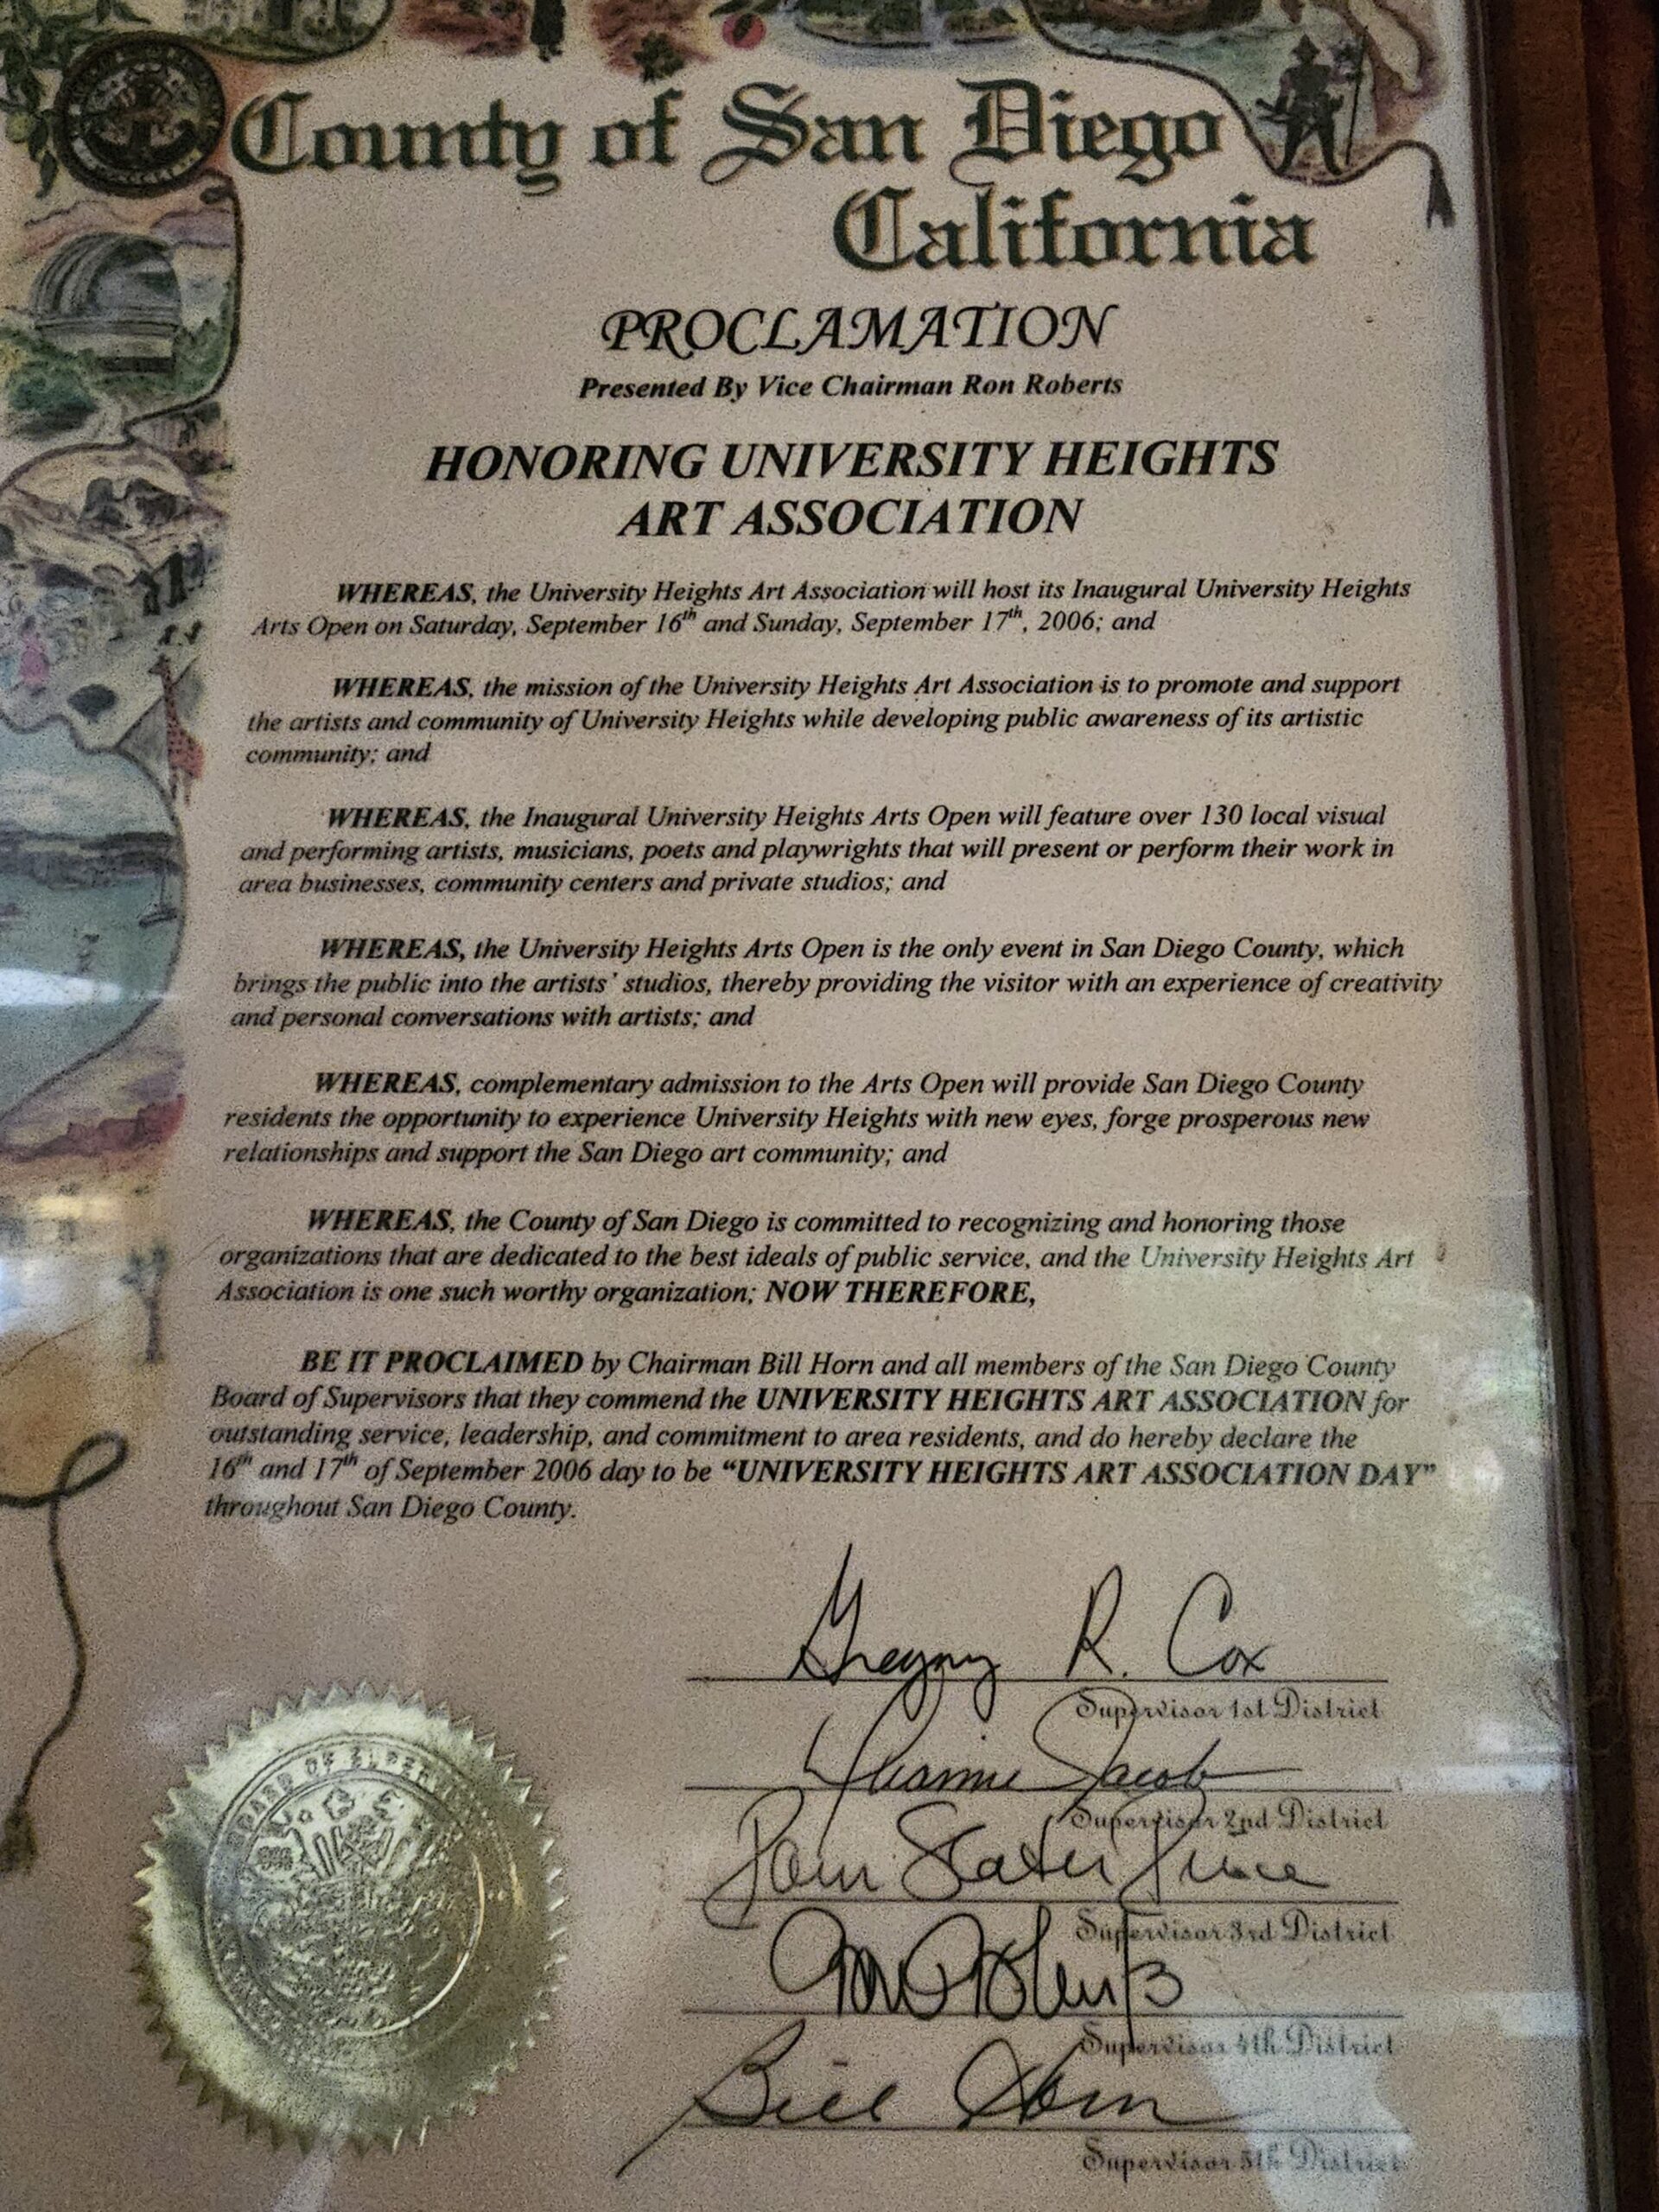 County of San Diego
California
PROCLAMATION
Presented By Vice Chairman Ron Roberts
HONORING UNIVERSITY HEIGHTS
ART ASSOCIATION
WHEREAS, the University Heights Art Association will host its Inaugural University Heights
Arts Open on Saturday, September 16th and Sunday, September 17th, 2006; and
WHEREAS, the mission of the University Heights Art Association is to promote and support
the artists and community of University Heights while developing public awareness of its artistic
community; and
WHEREAS, the Inaugural University Heights Arts Open will feature over 130 local visual
and performing artists, musicians, poets and playwrights that will present or perform their work in
area businesses, community centers and private studios; and
WHEREAS, the University Heights Arts Open is the only event in San Diego County, which
brings the public into the artists' studios, thereby providing the visitor with an experience of creativity
and personal conversations with artists; and
WHEREAS, complementary admission to the Arts Open will provide San Diego County
residents the opportunity to experience University Heights with new eyes, forge prosperous new
relationships and support the San Diego art community; and
WHEREAS, the County of San Diego is committed to recognizing and honoring those
organizations that are dedicated to the best ideals of public service, and the University Heights Art
Association is one such worthy organization; NOW THEREFORE,
BE IT PROCLAIMED by Chairman Bill Horn and all members of the San Diego County
Board of Supervisors that they commend the UNIVERSITY HEIGHTS ART ASSOCIATION for
outstanding service, leadership, and commitment to area residents, and do hereby declare the
16th and 17th of September 2006 day to be “UNIVERSITY HEIGHTS ART ASSOCIATION DAY”
throughout San Diego County.
Gregory R. Cox
Supervisor 1st District
Dianne Jacob
Supervisor 2nd District
Pam Slater Price
Supervisor 3rd District
Ron Roberts
Supervisor 4th District
Bill Horn
Supervisor 5th District
BOARD OF SUPERVISORS